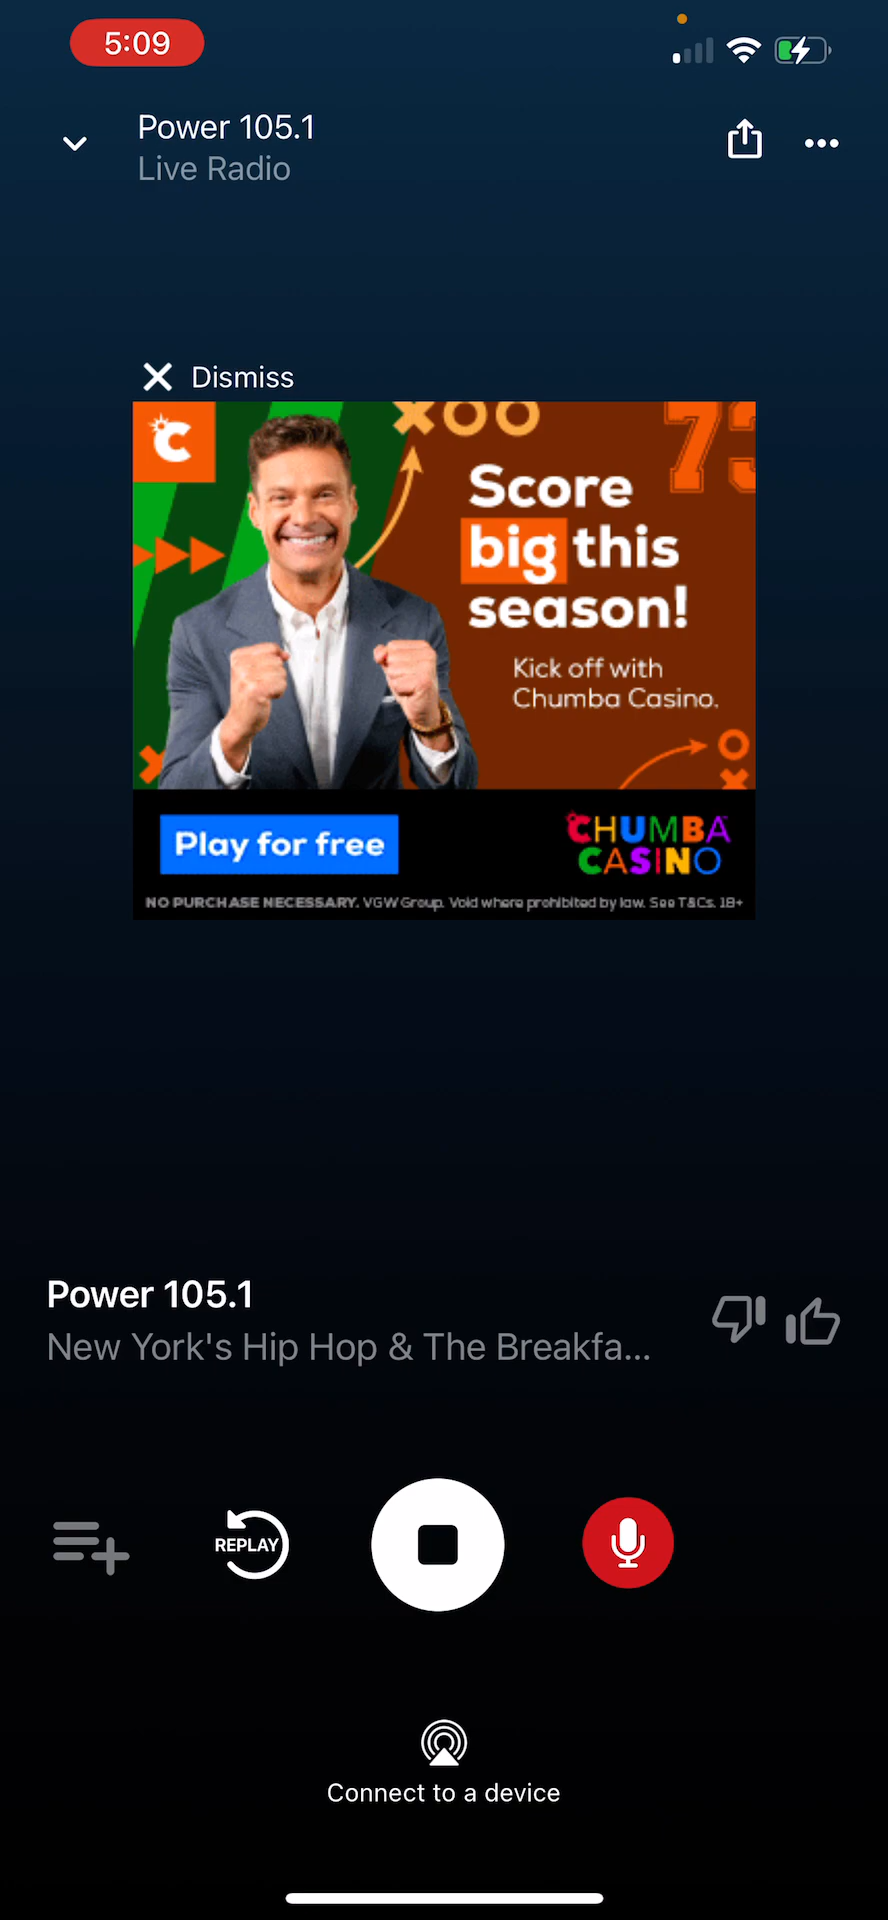 5:09
Power 105.1
Live Radio
Dismiss
C
XOO
Score
big this
season!
Kick off with
Chumba Casino.
Play for free
CHUMBA
CASINO
NO PURCHASE NECESSARY. VGW Group. Void where prohibited by law. See T&Cs. 18+
Power 105.1
New York's Hip Hop & The Breakfa...
REPLAY
Connect to a device